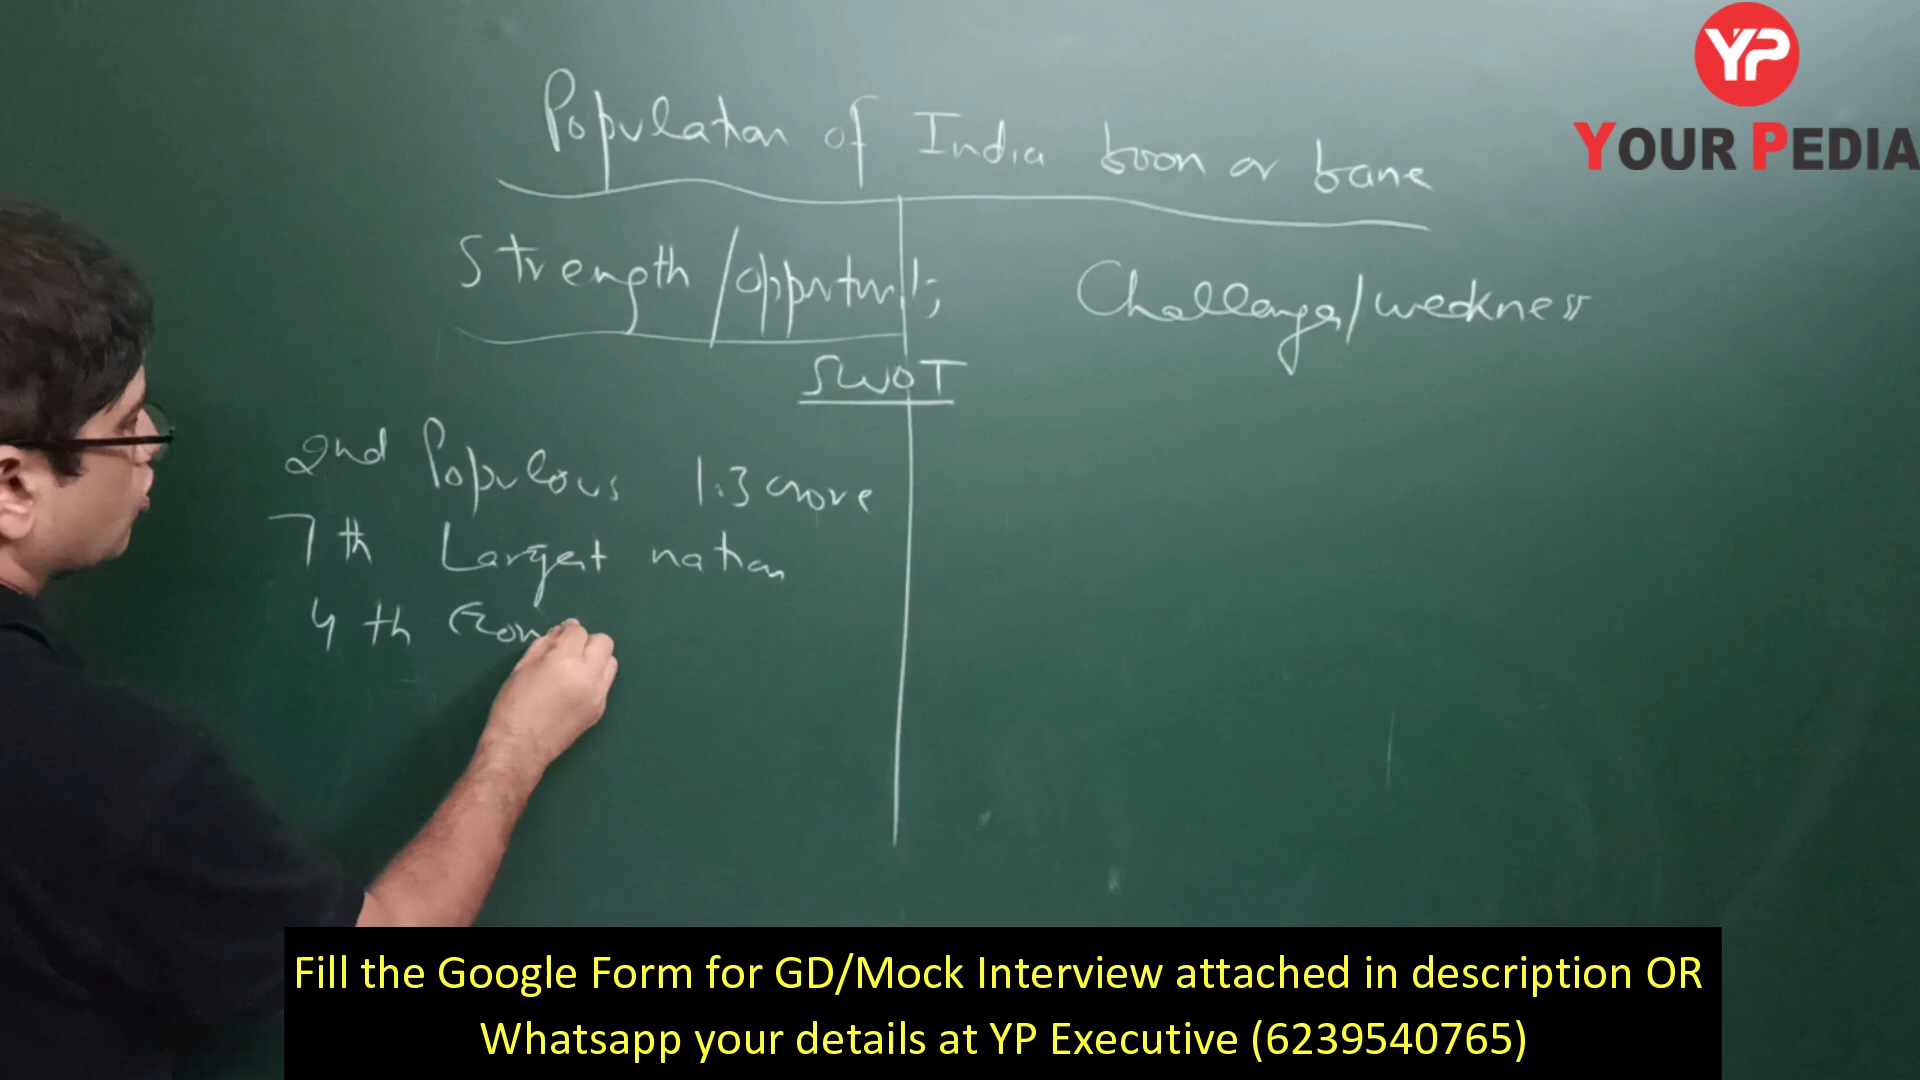 YP
YOUR PEDIA
Population of India boon or bane
Strength/opportunity
Challenges/weakness
SWOT
2nd Populous 1.3 crore
7th Largest nation
4th Econ
Fill the Google Form for GD/Mock Interview attached in description OR
Whatsapp your details at YP Executive (6239540765)